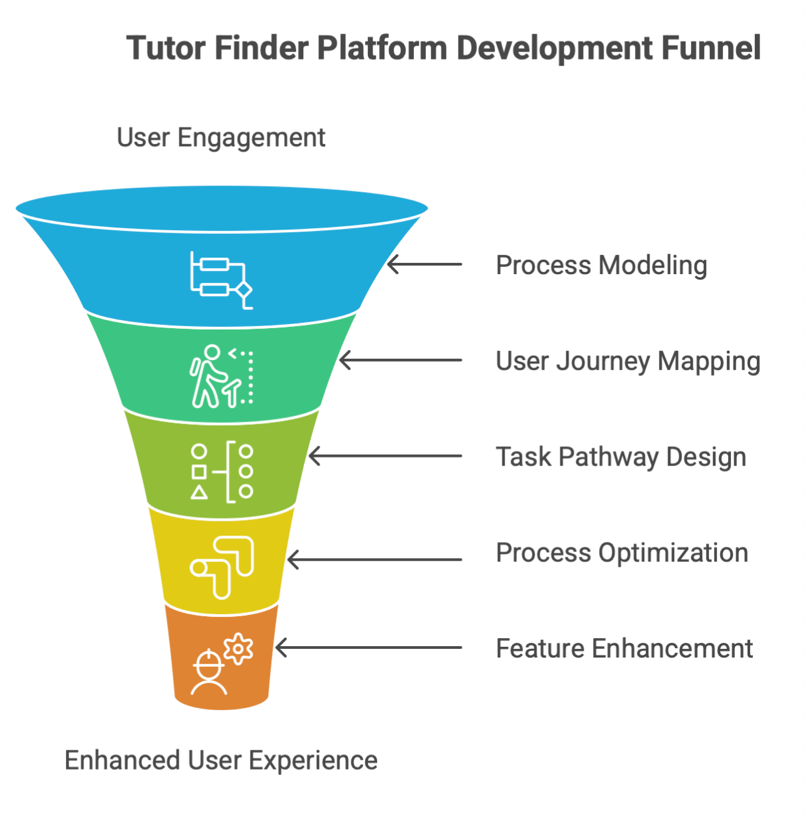 Tutor Finder Platform Development Funnel
User Engagement
Process Modeling
User Journey Mapping
Task Pathway Design
Process Optimization
Feature Enhancement
Enhanced User Experience